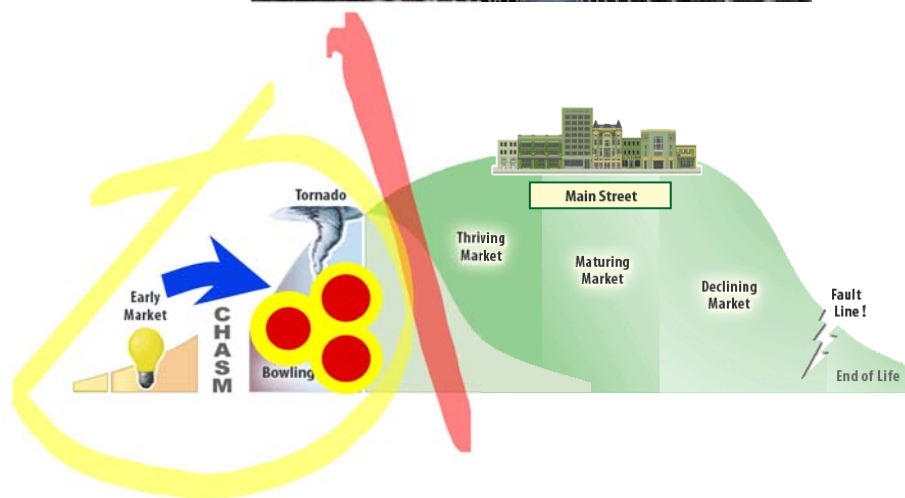 Tornado
Main Street
Thriving
Market
Maturing
Market
Declining
Market
Early
Market
CHASM
Bowling
Fault
Line!
End of Life